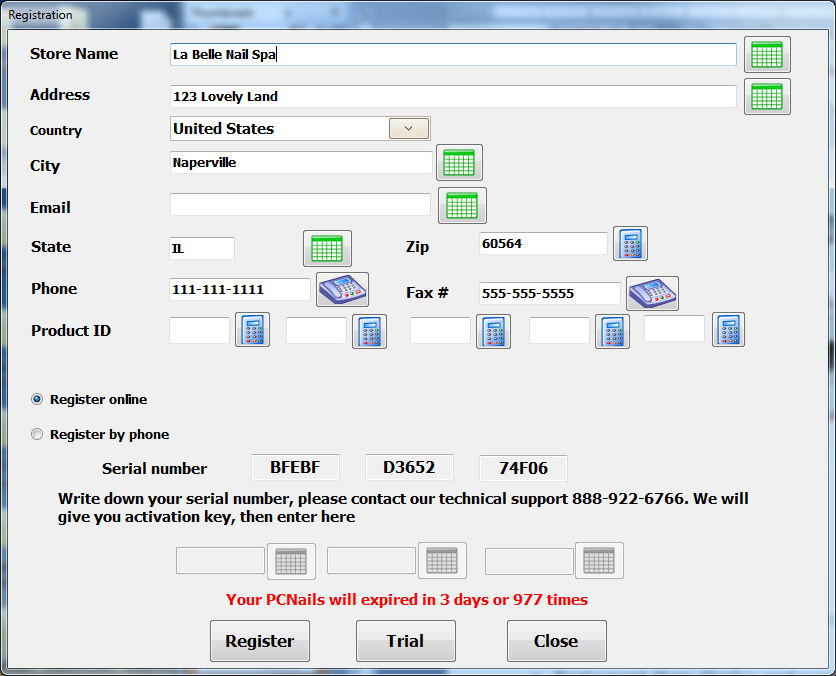 Registration
Store Name La Belle Nail Spa
Address 123 Lovely Land
Country United States
City Naperville
Email
State IL Zip 60564
Phone 111-111-1111 Fax # 555-555-5555
Product ID
Register online
Register by phone
Serial number BFEBF D3652 74F06
Write down your serial number, please contact our technical support 888-922-6766. We will
give you activation key, then enter here
Your PCNails will expired in 3 days or 977 times
Register Trial Close